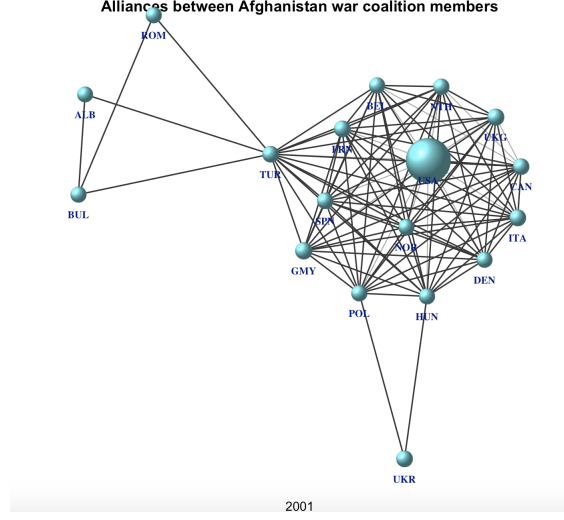 Alliances between Afghanistan war coalition members
ROM
ALB
BEL
NTH
UKG
FRN
TUR
USA
CAN
BUL
SPN
ITA
NOR
GMY
DEN
POL
HUN
UKR
2001